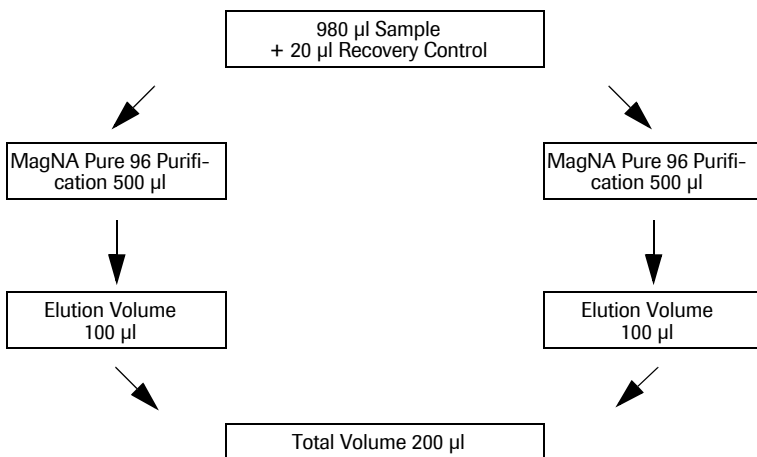 980 µl Sample
+ 20 µl Recovery Control
MagNA Pure 96 Purifi-
cation 500 µl
MagNA Pure 96 Purifi-
cation 500 µl
Elution Volume
100 µl
Elution Volume
100 µl
Total Volume 200 µl